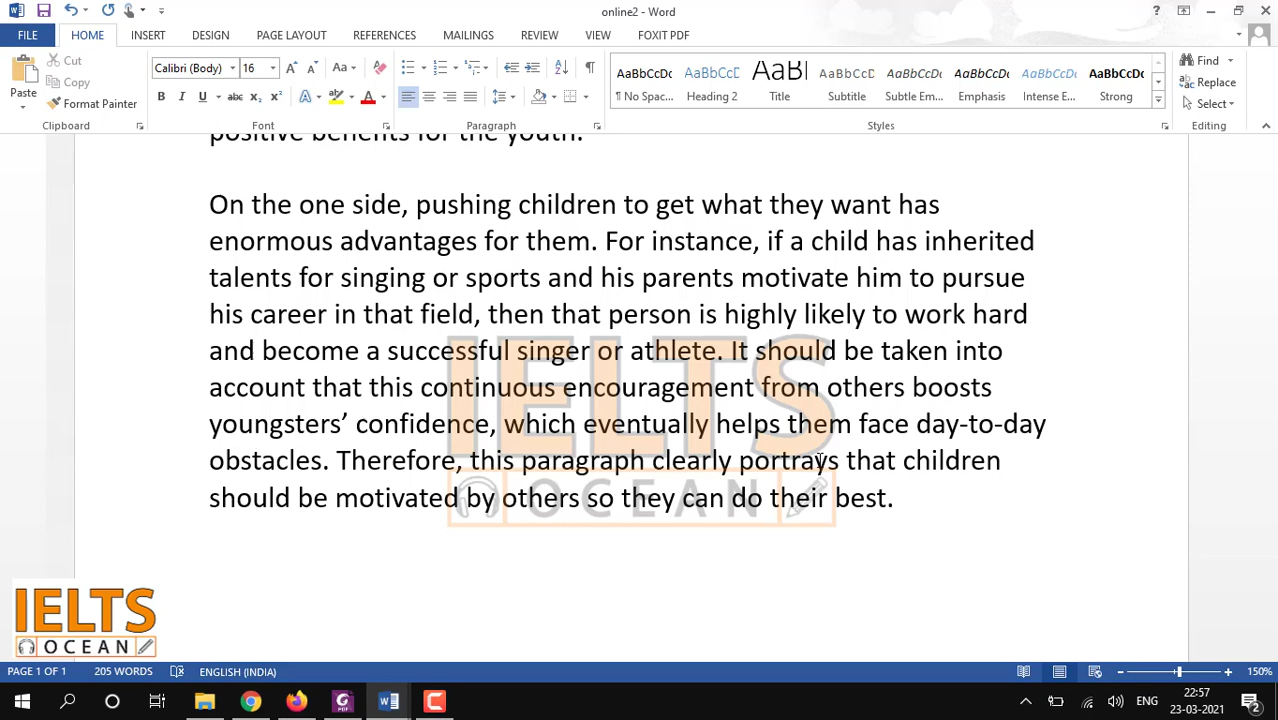 online2 - Word
FILE HOME INSERT DESIGN PAGE LAYOUT REFERENCES MAILINGS REVIEW VIEW FOXIT PDF
Paste
Cut
Copy
Format Painter
Clipboard
Calibri (Body) 16
Font
Paragraph
AaBbCcDc AaBbCcDc AaBl AaBbCcD AaBbCcDc AaBbCcDc AaBbCcDc AaBbCcDc
¶ No Spac... Heading 2 Title Subtitle Subtle Em... Emphasis Intense E... Strong
Styles
Find
Replace
Select
Editing
positive benefits for the youth.
On the one side, pushing children to get what they want has
enormous advantages for them. For instance, if a child has inherited
talents for singing or sports and his parents motivate him to pursue
his career in that field, then that person is highly likely to work hard
and become a successful singer or athlete. It should be taken into
account that this continuous encouragement from others boosts
youngsters’ confidence, which eventually helps them face day-to-day
obstacles. Therefore, this paragraph clearly portrays that children
should be motivated by others so they can do their best.
IELTS
OCEAN
IELTS
OCEAN
PAGE 1 OF 1 205 WORDS ENGLISH (INDIA) 150%
ENG 22:57
23-03-2021 2